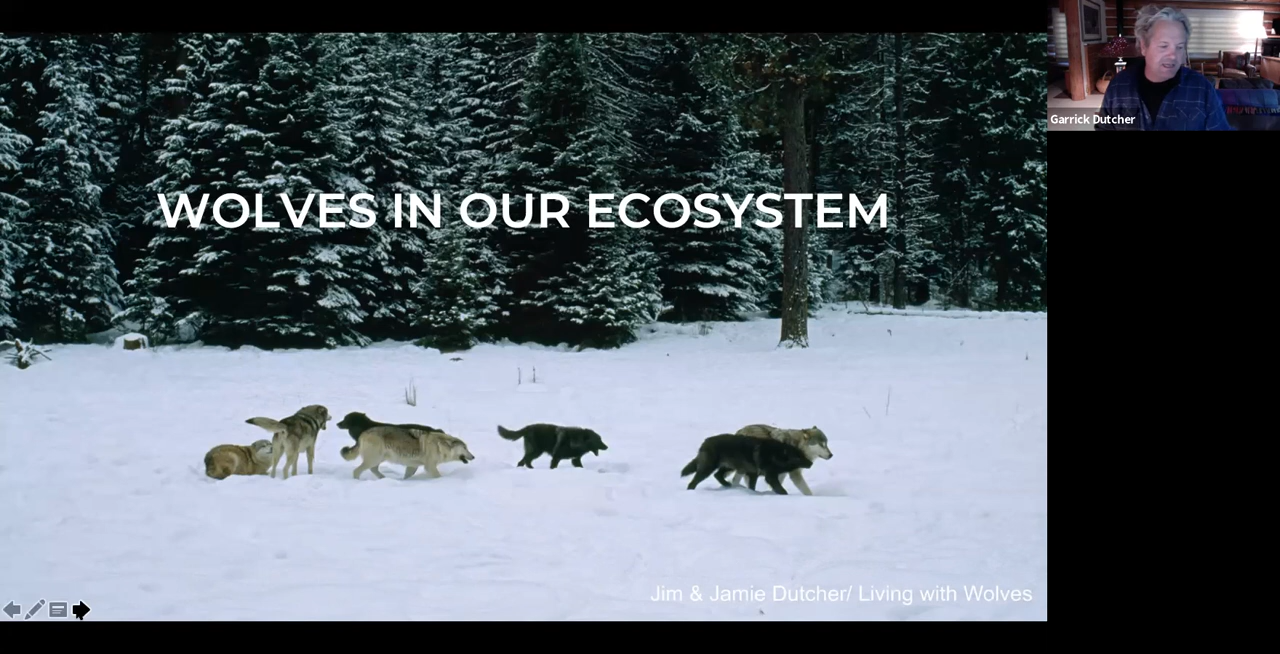 WOLVES IN OUR ECOSYSTEM
Garrick Dutcher
Jim & Jamie Dutcher/ Living with Wolves